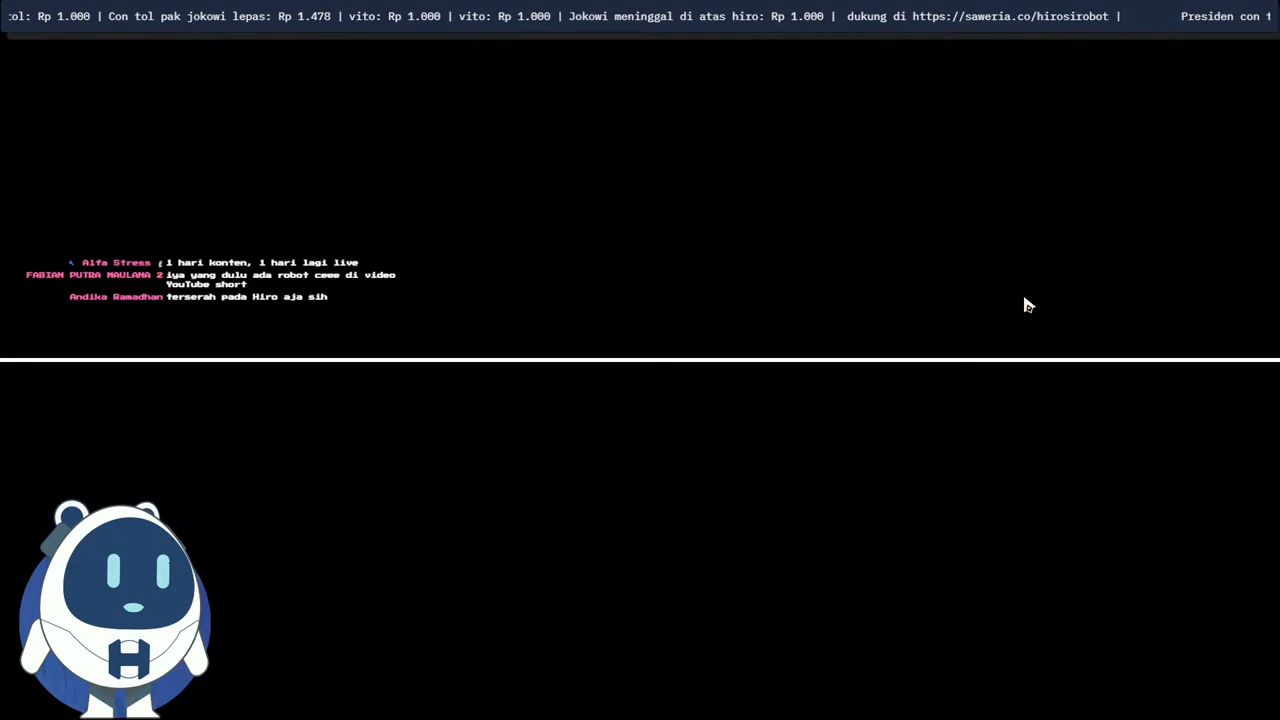 :ol: Rp 1.000 | Con tol pak jokowi lepas: Rp 1.478 | vito: Rp 1.000 | vito: Rp 1.000 | Jokowi meninggal di atas hiro: Rp 1.000 | dukung di https://saweria.co/hirosirobot | Presiden con t
Alfa Stress 1 hari konten, 1 hari lagi live
FABIAN PUTRA MAULANA 2 iya yang dulu ada robot cewe di video
YouTube short
Andika Ramadhan terserah pada Hiro aja sih
H